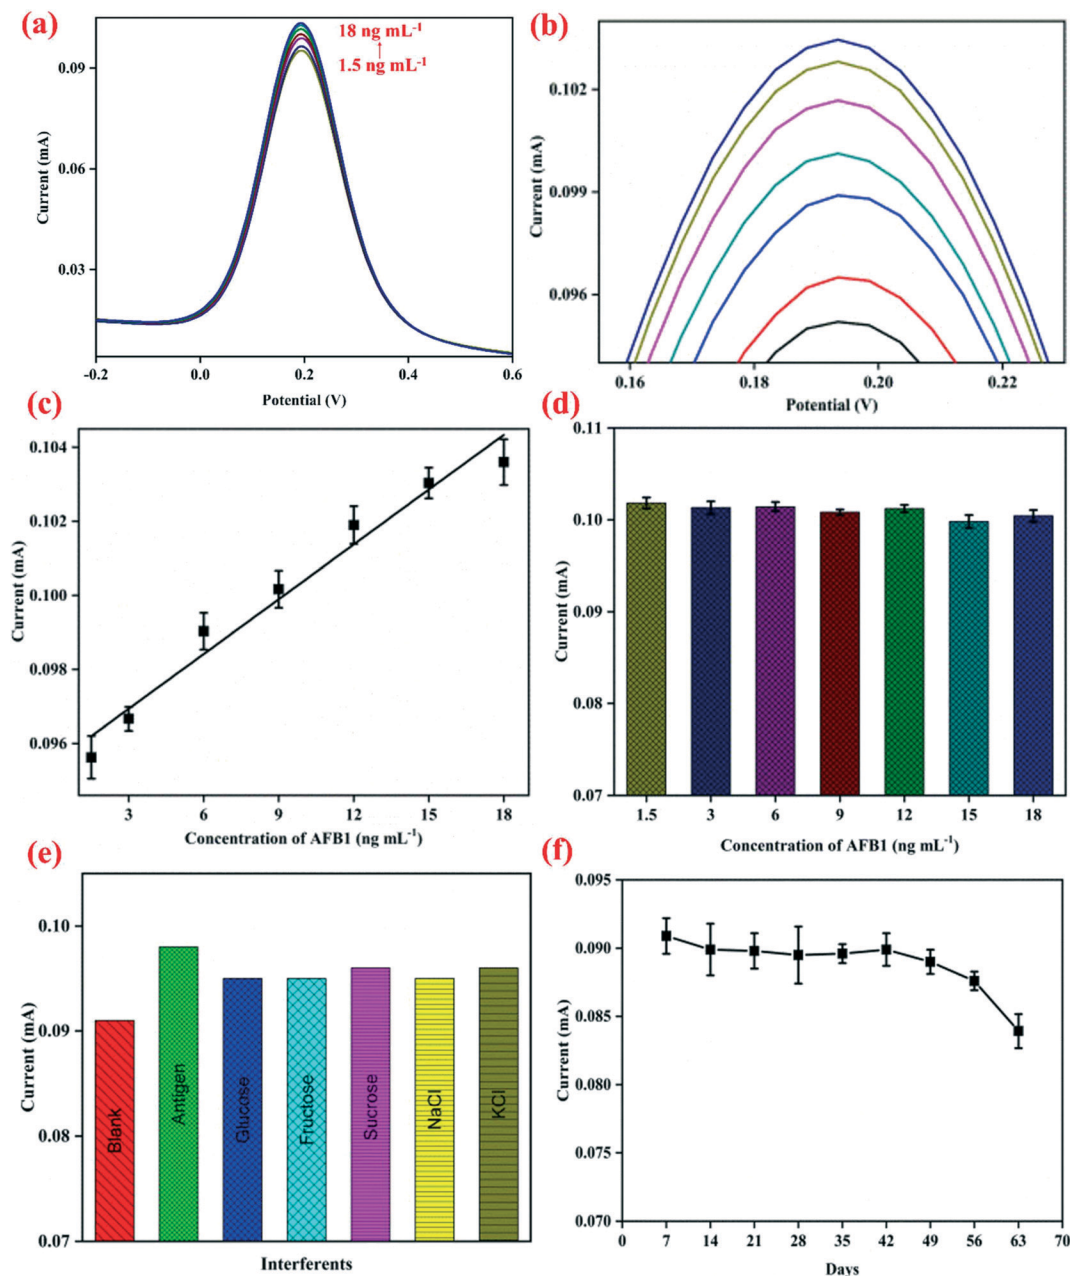 (a)
18 ng mL-1
1.5 ng mL-1
0.09
0.06
0.03
Current (mA)
-0.2 0.0 0.2 0.4 0.6
Potential (V)
(b)
0.102
0.099
0.096
Current (mA)
0.16 0.18 0.20 0.22
Potential (V)
(c)
0.104
0.102
0.100
0.098
0.096
Current (mA)
3 6 9 12 15 18
Concentration of AFB1 (ng mL-1)
(d)
0.11
0.10
0.09
0.08
0.07
Current (mA)
1.5 3 6 9 12 15 18
Concentration of AFB1 (ng mL-1)
(e)
0.10
0.09
0.08
0.07
Current (mA)
Blank
Antigen
Glucose
Fructose
Sucrose
NaCl
KCl
Interferents
(f)
0.095
0.090
0.085
0.080
0.075
0.070
Current (mA)
0 7 14 21 28 35 42 49 56 63 70
Days